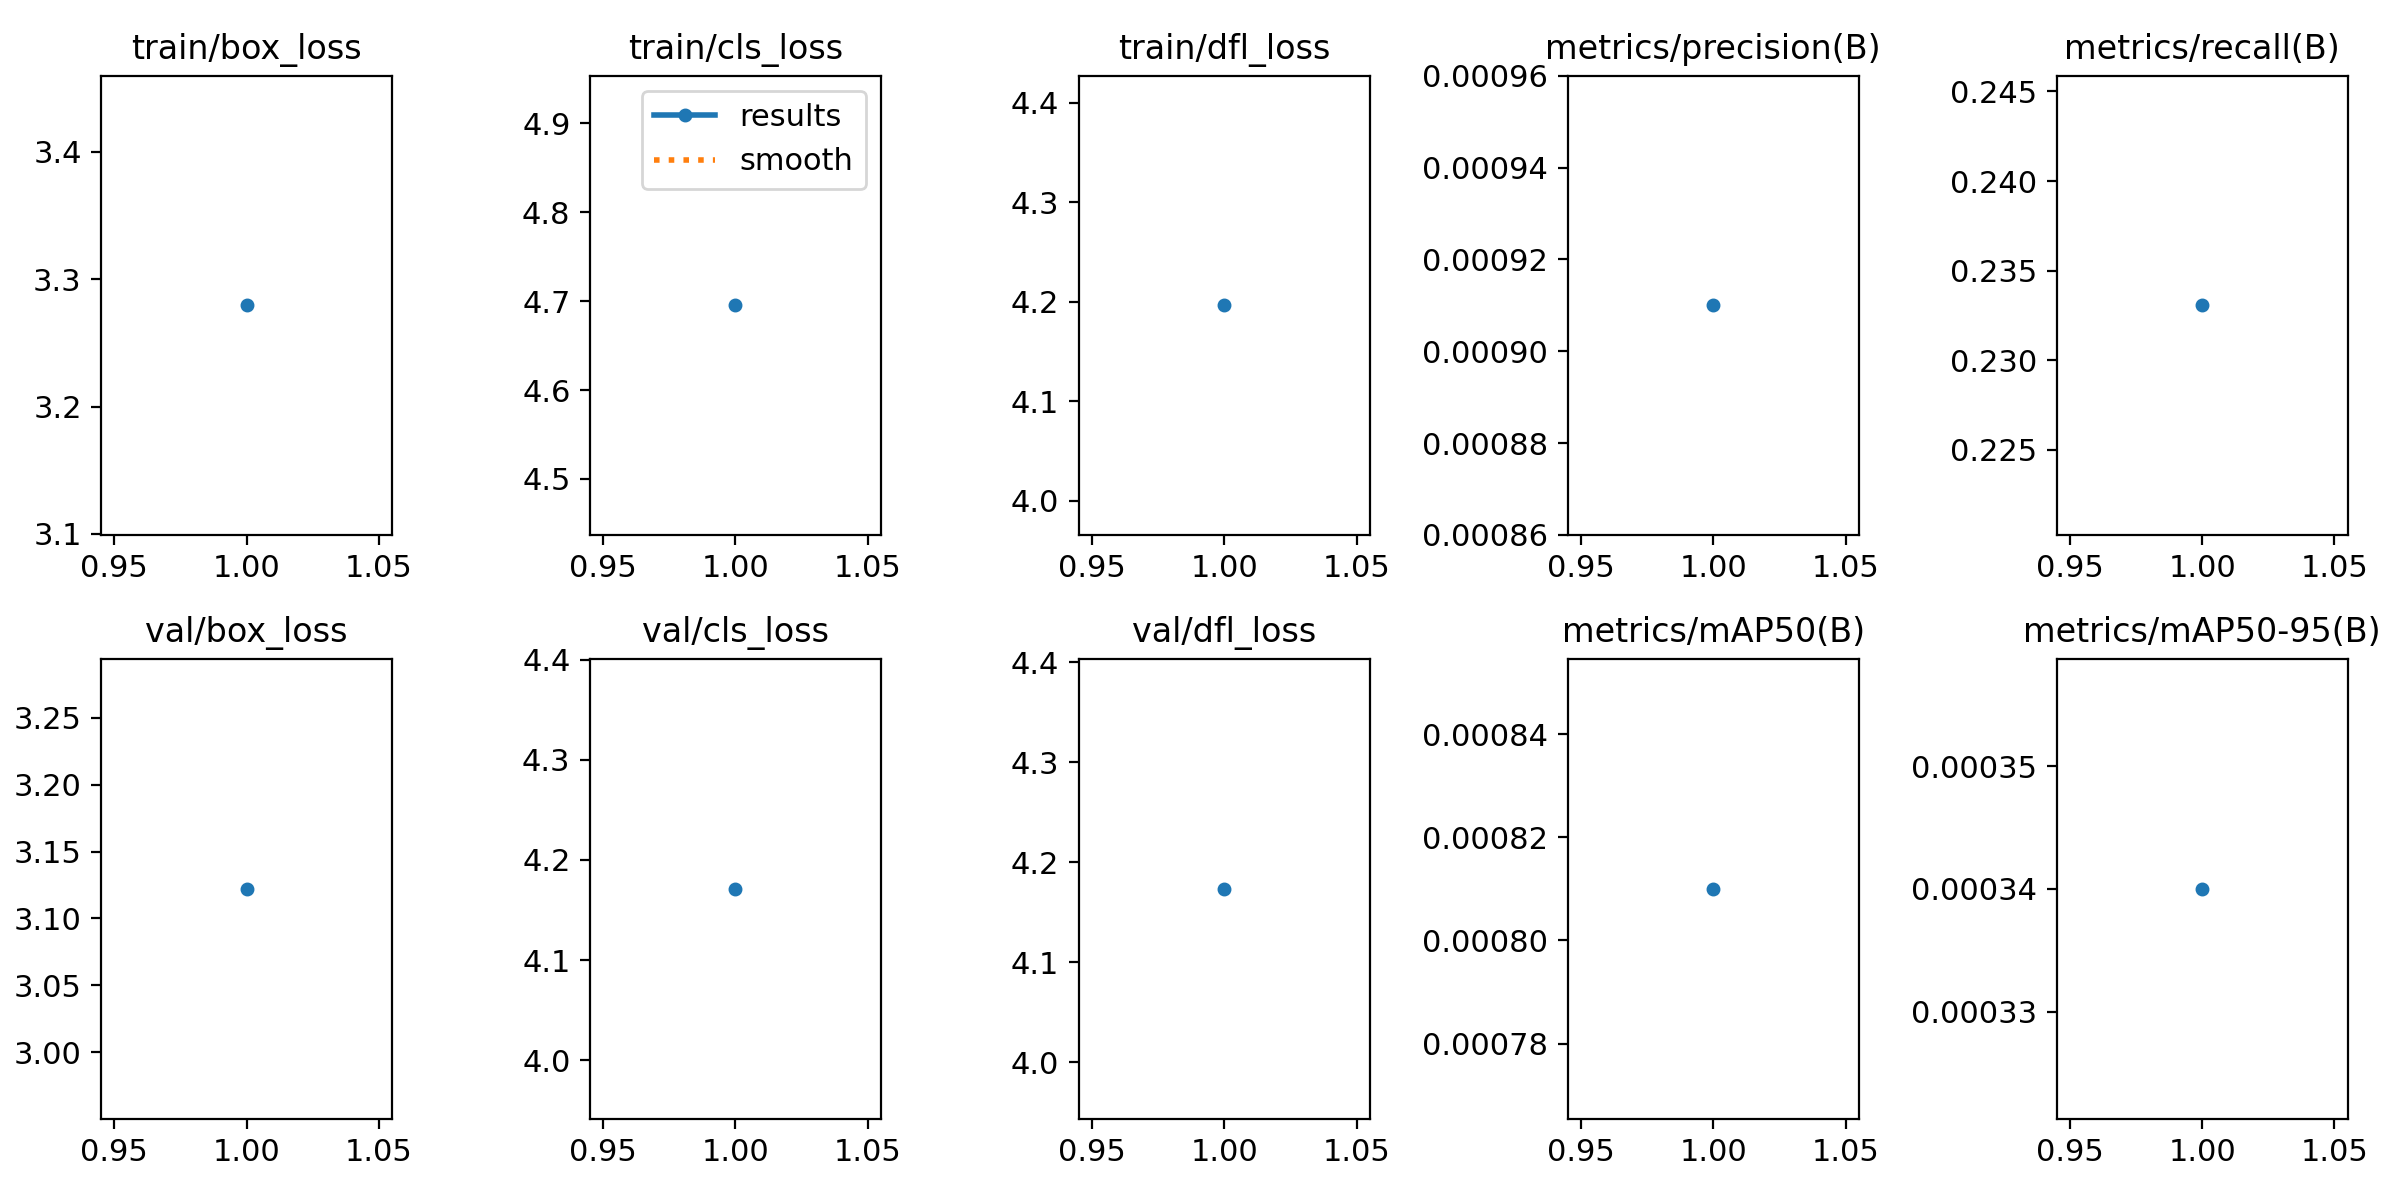 train/box_loss
3.4
3.3
3.2
3.1
0.95 1.00 1.05
train/cls_loss
results
smooth
4.9
4.8
4.7
4.6
4.5
0.95 1.00 1.05
train/dfl_loss
4.4
4.3
4.2
4.1
4.0
0.95 1.00 1.05
metrics/precision(B)
0.00096
0.00094
0.00092
0.00090
0.00088
0.00086
0.95 1.00 1.05
metrics/recall(B)
0.245
0.240
0.235
0.230
0.225
0.95 1.00 1.05
val/box_loss
3.25
3.20
3.15
3.10
3.05
3.00
0.95 1.00 1.05
val/cls_loss
4.4
4.3
4.2
4.1
4.0
0.95 1.00 1.05
val/dfl_loss
4.4
4.3
4.2
4.1
4.0
0.95 1.00 1.05
metrics/mAP50(B)
0.00084
0.00082
0.00080
0.00078
0.95 1.00 1.05
metrics/mAP50-95(B)
0.00035
0.00034
0.00033
0.95 1.00 1.05